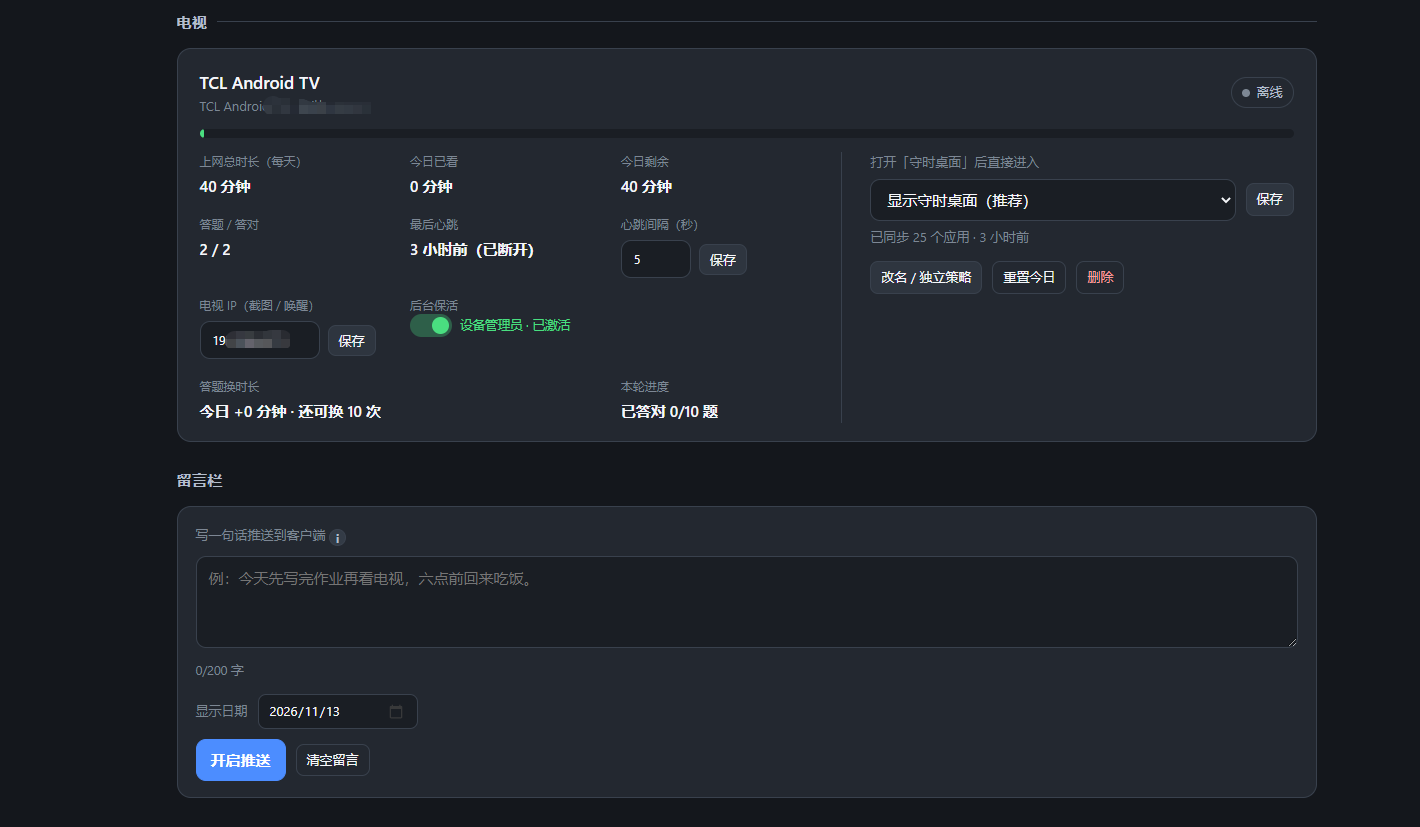 电视
TCL Android TV
TCL Androi
离线
上网总时长（每天）
40 分钟
今日已看
0 分钟
今日剩余
40 分钟
答题 / 答对
2 / 2
最后心跳
3 小时前（已断开）
心跳间隔（秒）
5
保存
电视 IP（截图 / 唤醒）
19
保存
后台保活
设备管理员 · 已激活
答题换时长
今日 +0 分钟 · 还可换 10 次
本轮进度
已答对 0/10 题
打开「守时桌面」后直接进入
显示守时桌面（推荐）
保存
已同步 25 个应用 · 3 小时前
改名 / 独立策略
重置今日
删除
留言栏
写一句话推送到客户端 i
例：今天先写完作业再看电视，六点前回来吃饭。
0/200 字
显示日期
2026/11/13
开启推送
清空留言